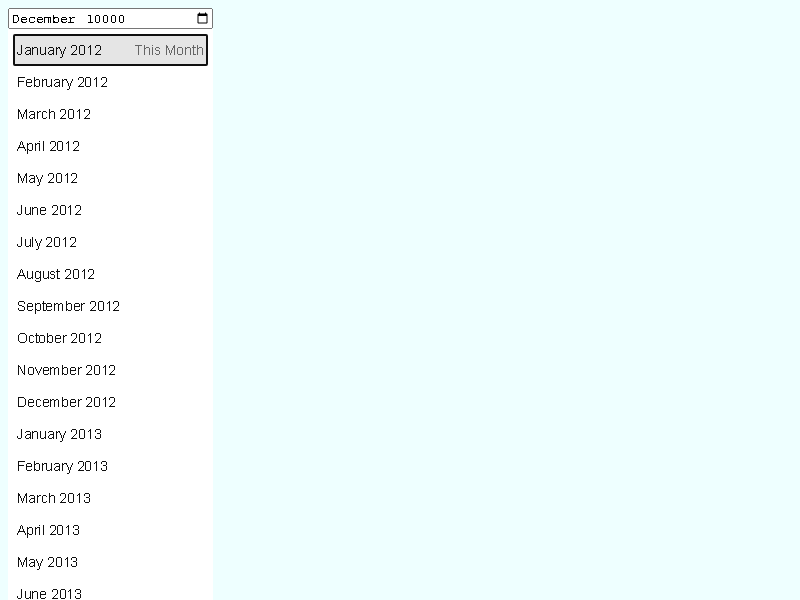 December 10000
January 2012 This Month
February 2012
March 2012
April 2012
May 2012
June 2012
July 2012
August 2012
September 2012
October 2012
November 2012
December 2012
January 2013
February 2013
March 2013
April 2013
May 2013
June 2013